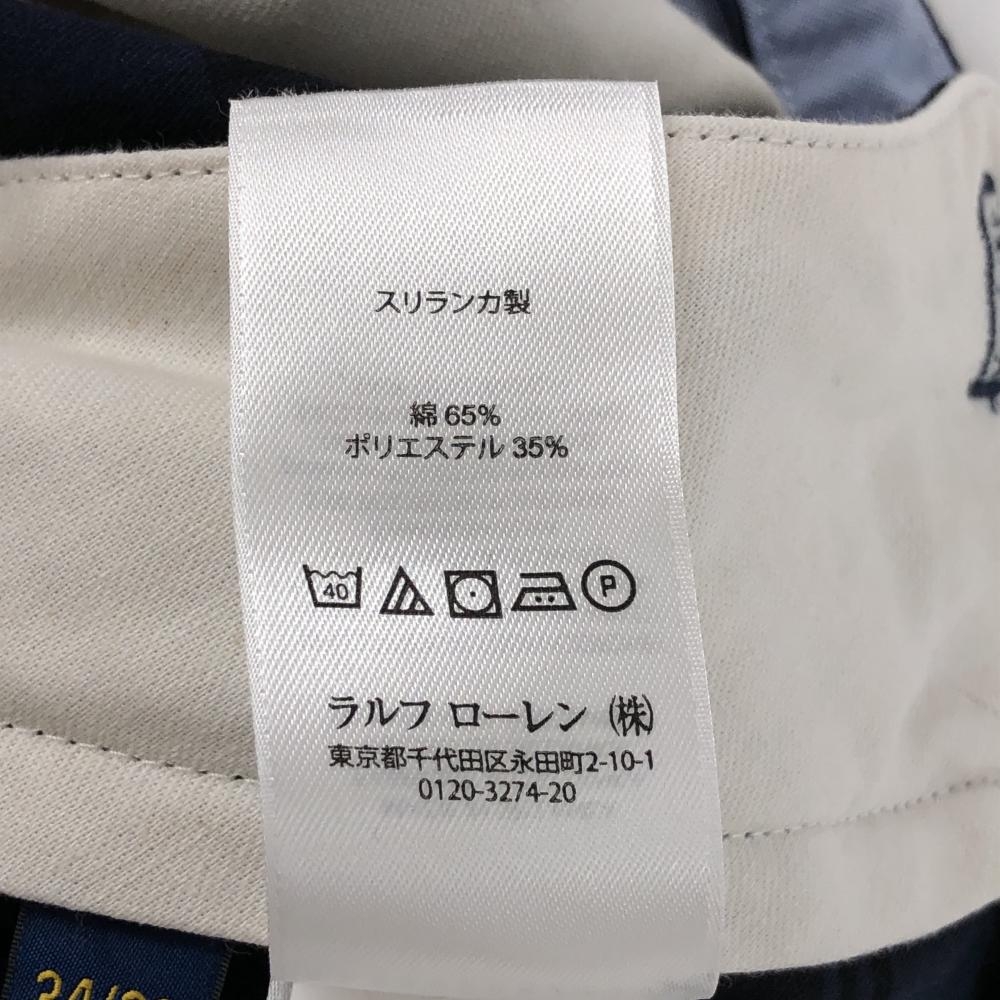 スリランカ製
綿 65%
ポリエステル 35%
40
P
ラルフ ローレン (株)
東京都千代田区永田町2-10-1
0120-3274-20